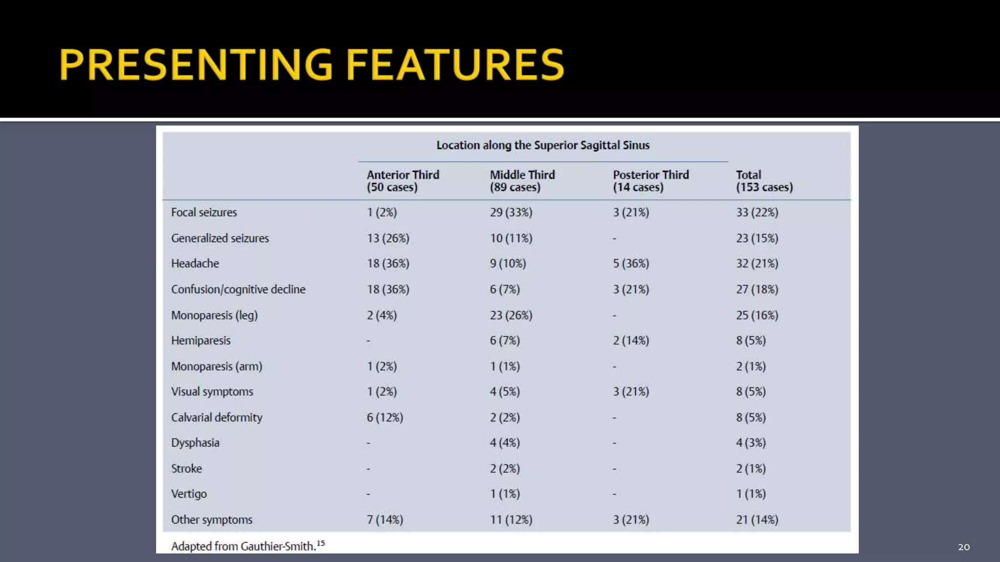 PRESENTING FEATURES
Location along the Superior Sagittal Sinus
Anterior Third Middle Third Posterior Third Total
(50 cases) (89 cases) (14 cases) (153 cases)
Focal seizures 1 (2%) 29 (33%) 3 (21%) 33 (22%)
Generalized seizures 13 (26%) 10 (11%) - 23 (15%)
Headache 18 (36%) 9 (10%) 5 (36%) 32 (21%)
Confusion/cognitive decline 18 (36%) 6 (7%) 3 (21%) 27 (18%)
Monoparesis (leg) 2 (4%) 23 (26%) - 25 (16%)
Hemiparesis - 6 (7%) 2 (14%) 8 (5%)
Monoparesis (arm) 1 (2%) 1 (1%) - 2 (1%)
Visual symptoms 1 (2%) 4 (5%) 3 (21%) 8 (5%)
Calvarial deformity 6 (12%) 2 (2%) - 8 (5%)
Dysphasia - 4 (4%) - 4 (3%)
Stroke - 2 (2%) - 2 (1%)
Vertigo - 1 (1%) - 1 (1%)
Other symptoms 7 (14%) 11 (12%) 3 (21%) 21 (14%)
Adapted from Gauthier-Smith.15
20